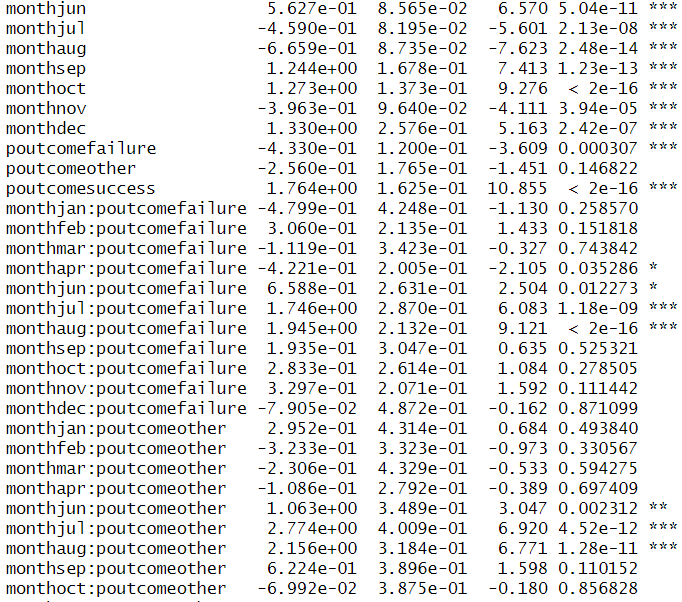 monthjun 5.627e-01 8.565e-02 6.570 5.04e-11 ***
monthjul -4.590e-01 8.195e-02 -5.601 2.13e-08 ***
monthaug -6.659e-01 8.735e-02 -7.623 2.48e-14 ***
monthsep 1.244e+00 1.678e-01 7.413 1.23e-13 ***
monthoct 1.273e+00 1.373e-01 9.276 < 2e-16 ***
monthnov -3.963e-01 9.640e-02 -4.111 3.94e-05 ***
monthdec 1.330e+00 2.576e-01 5.163 2.42e-07 ***
poutcomefailure -4.330e-01 1.200e-01 -3.609 0.000307 ***
poutcomeother -2.560e-01 1.765e-01 -1.451 0.146822
poutcomesuccess 1.764e+00 1.625e-01 10.855 < 2e-16 ***
monthjan:poutcomefailure -4.799e-01 4.248e-01 -1.130 0.258570
monthfeb:poutcomefailure 3.060e-01 2.135e-01 1.433 0.151818
monthmar:poutcomefailure -1.119e-01 3.423e-01 -0.327 0.743842
monthapr:poutcomefailure -4.221e-01 2.005e-01 -2.105 0.035286 *
monthjun:poutcomefailure 6.588e-01 2.631e-01 2.504 0.012273 *
monthjul:poutcomefailure 1.746e+00 2.870e-01 6.083 1.18e-09 ***
monthaug:poutcomefailure 1.945e+00 2.132e-01 9.121 < 2e-16 ***
monthsep:poutcomefailure 1.935e-01 3.047e-01 0.635 0.525321
monthoct:poutcomefailure 2.833e-01 2.614e-01 1.084 0.278505
monthnov:poutcomefailure 3.297e-01 2.071e-01 1.592 0.111442
monthdec:poutcomefailure -7.905e-02 4.872e-01 -0.162 0.871099
monthjan:poutcomeother 2.952e-01 4.314e-01 0.684 0.493840
monthfeb:poutcomeother -3.233e-01 3.323e-01 -0.973 0.330567
monthmar:poutcomeother -2.306e-01 4.329e-01 -0.533 0.594275
monthapr:poutcomeother -1.086e-01 2.792e-01 -0.389 0.697409
monthjun:poutcomeother 1.063e+00 3.489e-01 3.047 0.002312 **
monthjul:poutcomeother 2.774e+00 4.009e-01 6.920 4.52e-12 ***
monthaug:poutcomeother 2.156e+00 3.184e-01 6.771 1.28e-11 ***
monthsep:poutcomeother 6.224e-01 3.896e-01 1.598 0.110152
monthoct:poutcomeother -6.992e-02 3.875e-01 -0.180 0.856828